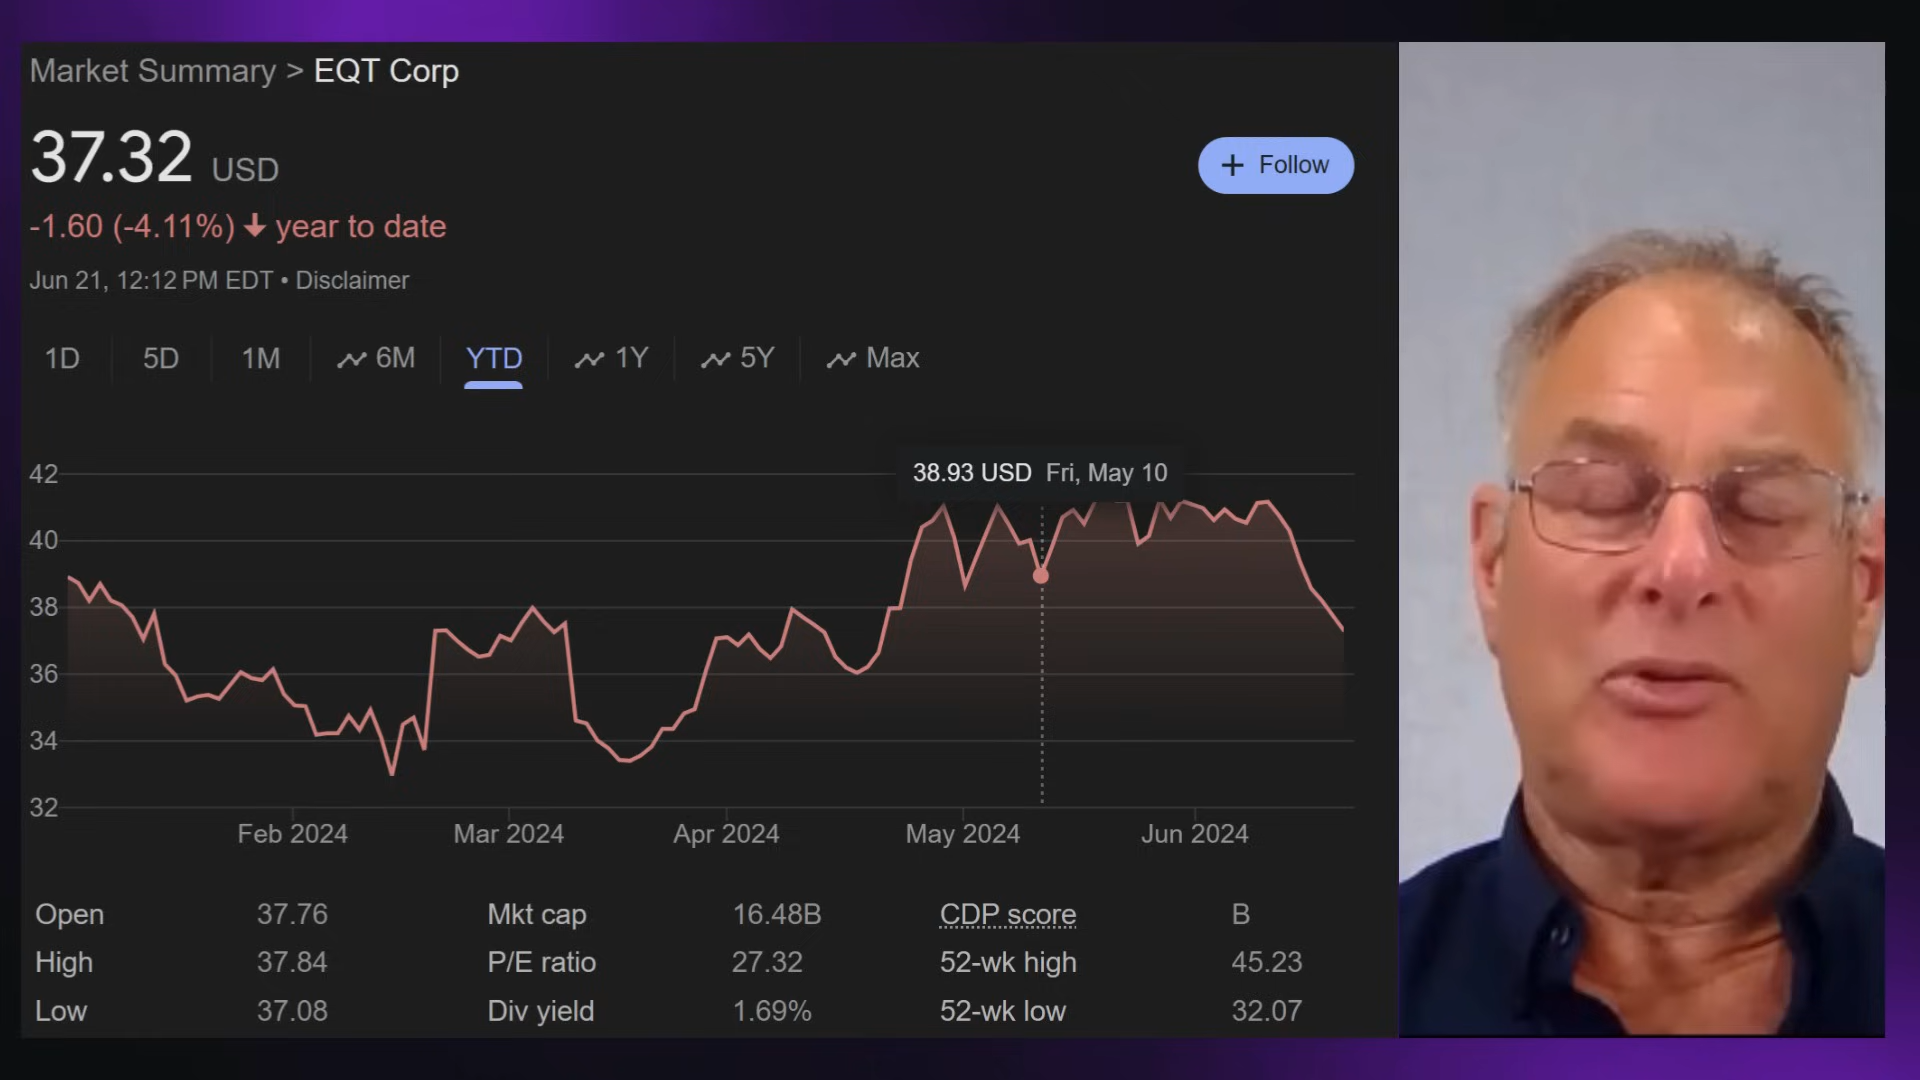 Market Summary > EQT Corp
37.32 USD
+ Follow
-1.60 (-4.11%) ↓ year to date
Jun 21, 12:12 PM EDT • Disclaimer
1D 5D 1M 6M YTD 1Y 5Y Max
38.93 USD Fri, May 10
42
40
38
36
34
32
Feb 2024 Mar 2024 Apr 2024 May 2024 Jun 2024
Open 37.76 Mkt cap 16.48B CDP score B
High 37.84 P/E ratio 27.32 52-wk high 45.23
Low 37.08 Div yield 1.69% 52-wk low 32.07